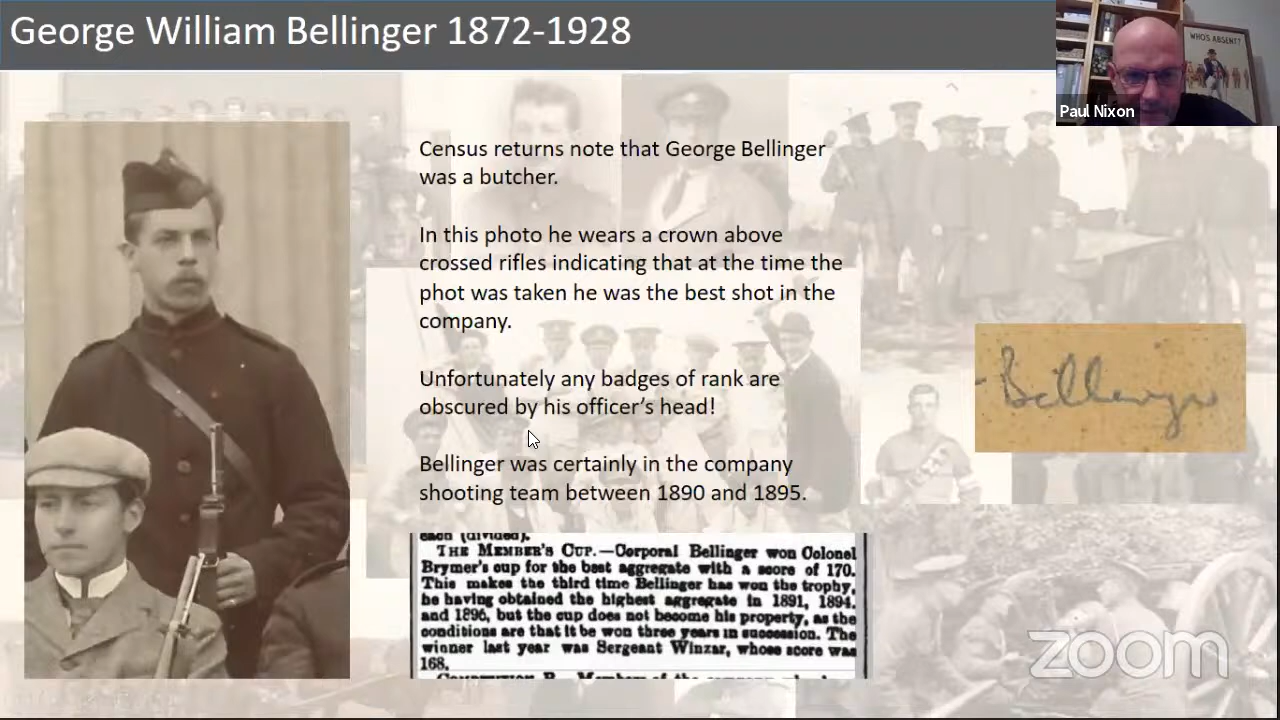 George William Bellinger 1872-1928
WHO'S ABSENT?
Paul Nixon
Census returns note that George Bellinger
was a butcher.
In this photo he wears a crown above
crossed rifles indicating that at the time the
phot was taken he was the best shot in the
company.
Unfortunately any badges of rank are
obscured by his officer's head!
Bellinger was certainly in the company
shooting team between 1890 and 1895.
Bellinger
each (divided).
THE MEMBER'S CUP.—Corporal Bellinger won Colonel
Brymer's cup for the best aggregate with a score of 170.
This makes the third time Bellinger has won the trophy,
he having obtained the highest aggregate in 1891, 1894,
and 1896, but the cup does not become his property, as the
conditions are that it be won three years in succession. The
winner last year was Sergeant Winzar, whose score was
168.
zoom